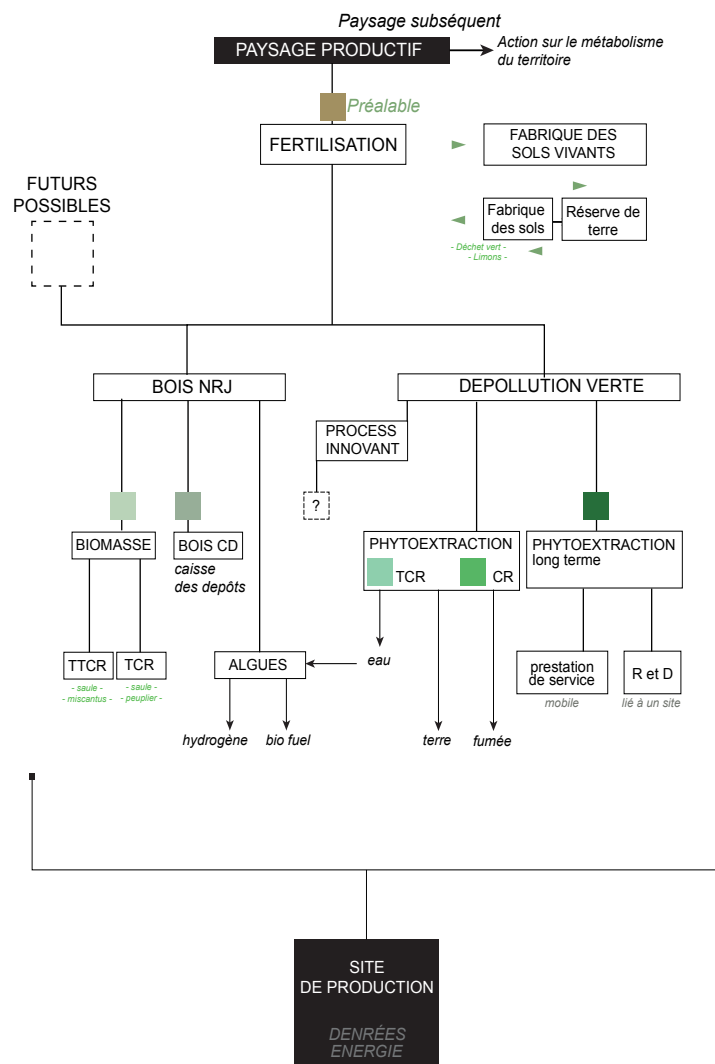 Paysage subséquent
PAYSAGE PRODUCTIF
Action sur le métabolisme
du territoire
Préalable
FERTILISATION
FABRIQUE DES
SOLS VIVANTS
FUTURS
POSSIBLES
Fabrique
des sols
Réserve de
terre
- Déchet vert -
- Limons -
BOIS NRJ
DEPOLLUTION VERTE
PROCESS
INNOVANT
?
BIOMASSE
BOIS CD
caisse
des depôts
PHYTOEXTRACTION
TCR
CR
PHYTOEXTRACTION
long terme
TTCR
- saule -
- miscantus -
TCR
- saule -
- peuplier -
ALGUES
eau
prestation
de service
mobile
R et D
lié à un site
hydrogène
bio fuel
terre
fumée
SITE
DE PRODUCTION
DENRÉES
ENERGIE